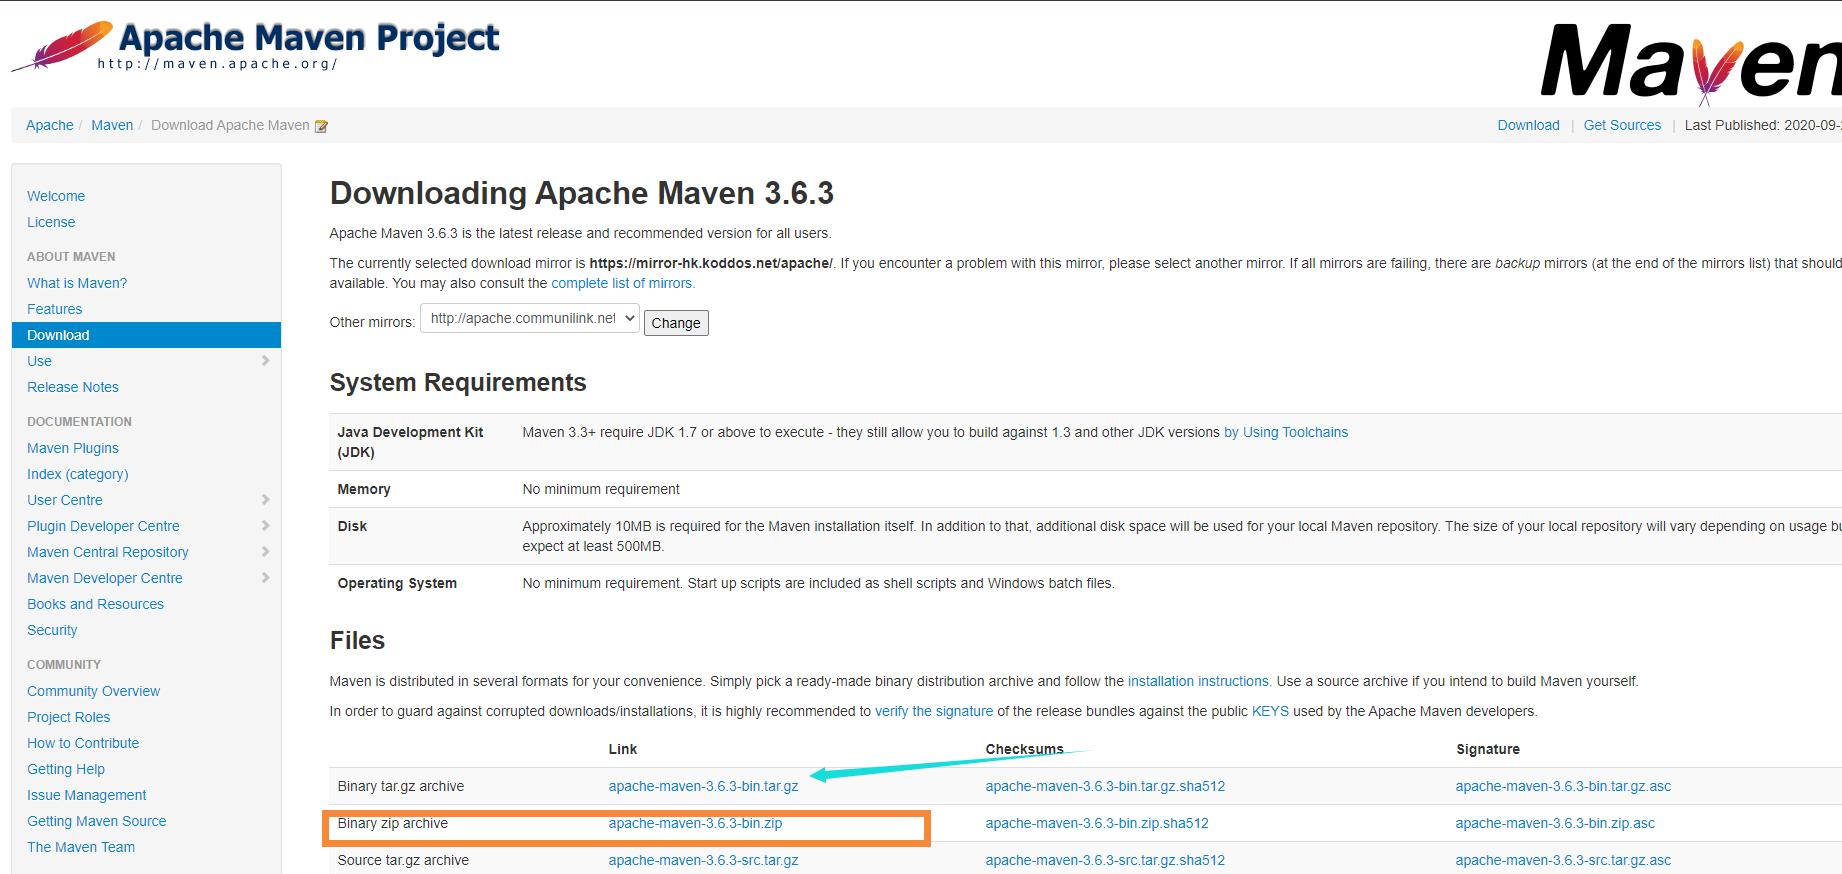 Apache Maven Project
http://maven.apache.org/
Maven
Apache / Maven / Download Apache Maven
Download | Get Sources | Last Published: 2020-09-
Welcome
License
ABOUT MAVEN
What is Maven?
Features
Download
Use
Release Notes
DOCUMENTATION
Maven Plugins
Index (category)
User Centre
Plugin Developer Centre
Maven Central Repository
Maven Developer Centre
Books and Resources
Security
COMMUNITY
Community Overview
Project Roles
How to Contribute
Getting Help
Issue Management
Getting Maven Source
The Maven Team
Downloading Apache Maven 3.6.3
Apache Maven 3.6.3 is the latest release and recommended version for all users.
The currently selected download mirror is https://mirror-hk.koddos.net/apache/. If you encounter a problem with this mirror, please select another mirror. If all mirrors are failing, there are backup mirrors (at the end of the mirrors list) that should
available. You may also consult the complete list of mirrors.
Other mirrors: http://apache.communilink.net Change
System Requirements
Java Development Kit (JDK)
Maven 3.3+ require JDK 1.7 or above to execute - they still allow you to build against 1.3 and other JDK versions by Using Toolchains
Memory No minimum requirement
Disk Approximately 10MB is required for the Maven installation itself. In addition to that, additional disk space will be used for your local Maven repository. The size of your local repository will vary depending on usage
expect at least 500MB.
Operating System No minimum requirement. Start up scripts are included as shell scripts and Windows batch files.
Files
Maven is distributed in several formats for your convenience. Simply pick a ready-made binary distribution archive and follow the installation instructions. Use a source archive if you intend to build Maven yourself.
In order to guard against corrupted downloads/installations, it is highly recommended to verify the signature of the release bundles against the public KEYS used by the Apache Maven developers.
Link Checksums Signature
Binary tar.gz archive apache-maven-3.6.3-bin.tar.gz apache-maven-3.6.3-bin.tar.gz.sha512 apache-maven-3.6.3-bin.tar.gz.asc
Binary zip archive apache-maven-3.6.3-bin.zip apache-maven-3.6.3-bin.zip.sha512 apache-maven-3.6.3-bin.zip.asc
Source tar.gz archive apache-maven-3.6.3-src.tar.gz apache-maven-3.6.3-src.tar.gz.sha512 apache-maven-3.6.3-src.tar.gz.asc